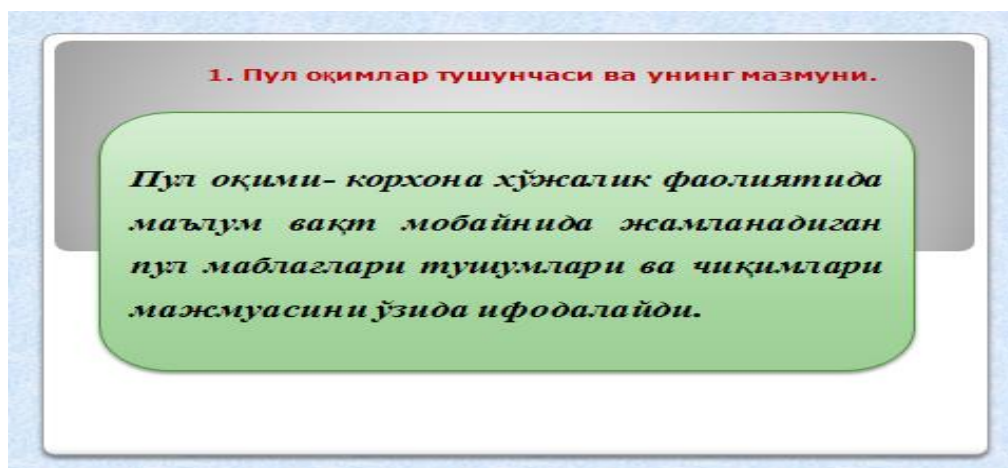 1. Пул оқимлар тушунчаси ва унинг мазмуни.
Пул оқими- корхона хўжалик фаолиятида
маълум вақт мобайнида жамланадиган
пул маблағлари тушумлари ва чиқимлари
мажмуасини ўзида ифодалайди.